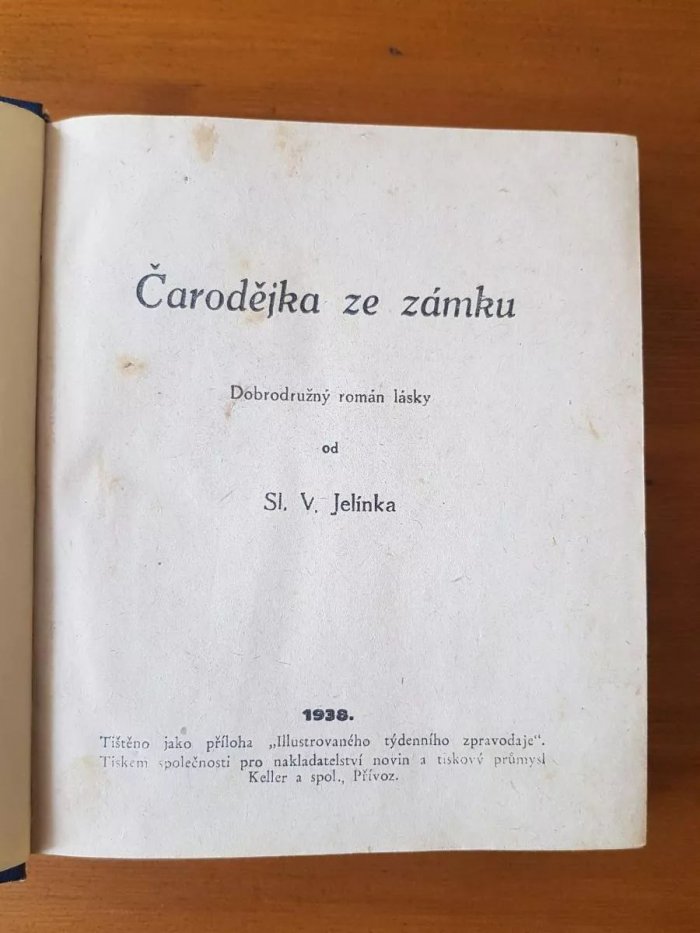 Čarodějka ze zámku
Dobrodružný román lásky
od
Sl. V. Jelínka
1938.
Tištěno jako příloha „Illustrovaného týdenního zpravodaje“.
Tiskem společnosti pro nakladatelství novin a tiskový průmysl
Keller a spol., Přívoz.